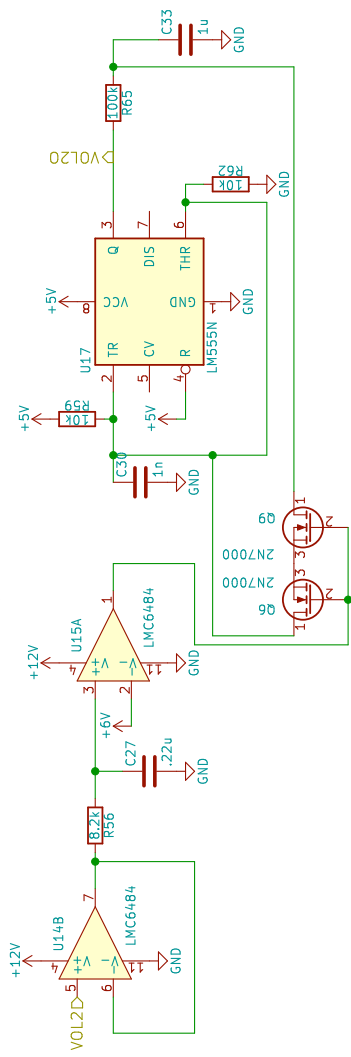 C33
1u
GND
100k
R65
VOL2O
R62
10k
GND
3
7
6
Q
DIS
THR
+5V
8
VCC
GND
1
GND
U17
TR
CV
R
LM555N
2
5
4
+5V
R59
10k
+5V
C30
1n
GND
1
Q9
2
3
2N7000
2N7000
3
Q6
2
1
1
U15A
LMC6484
+12V
4
V+
V-
11
GND
+
-
3
2
+6V
C27
.22u
GND
8.2k
R56
7
U14B
LMC6484
+12V
4
V+
V-
11
GND
+
-
5
6
VOL2